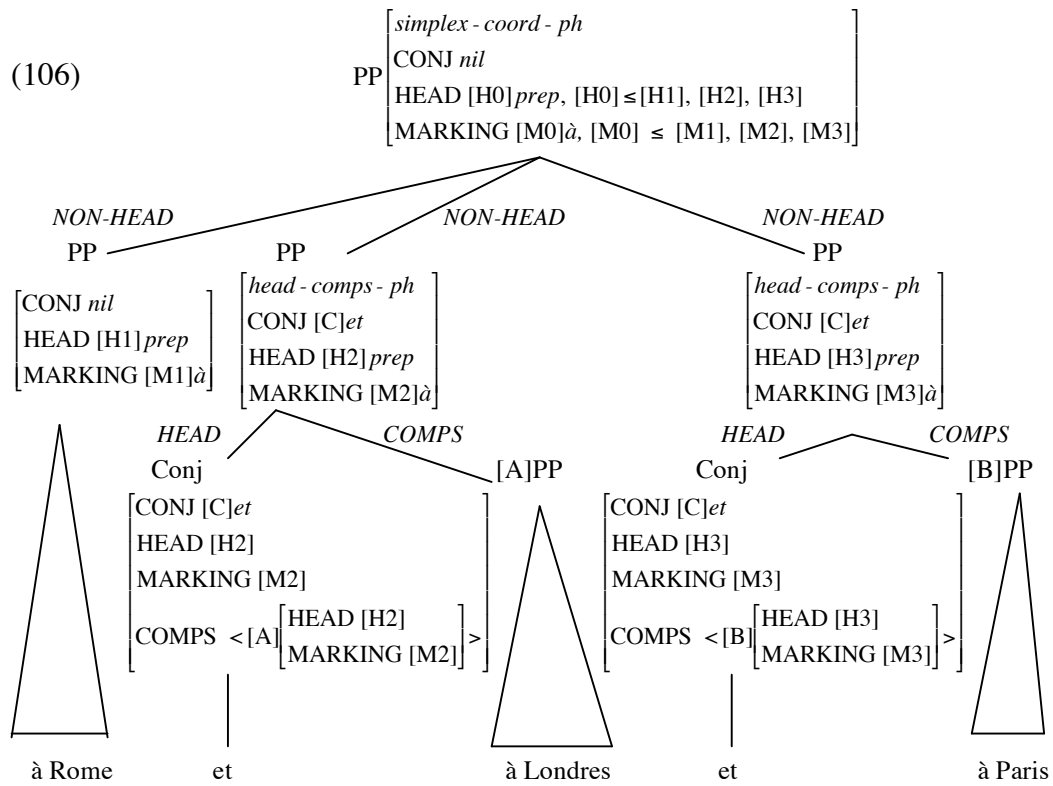 (106)
PP
simplex - coord - ph
CONJ nil
HEAD [H0] prep, [H0] ≤ [H1], [H2], [H3]
MARKING [M0]à, [M0] ≤ [M1], [M2], [M3]
NON-HEAD
NON-HEAD
NON-HEAD
PP
PP
PP
CONJ nil
HEAD [H1] prep
MARKING [M1]à
head - comps - ph
CONJ [C]et
HEAD [H2] prep
MARKING [M2]à
head - comps - ph
CONJ [C]et
HEAD [H3] prep
MARKING [M3]à
HEAD
COMPS
HEAD
COMPS
Conj
[A]PP
Conj
[B]PP
CONJ [C]et
HEAD [H2]
MARKING [M2]
COMPS <[A][HEAD [H2]
MARKING [M2]]>
CONJ [C]et
HEAD [H3]
MARKING [M3]
COMPS <[B][HEAD [H3]
MARKING [M3]]>
à Rome
et
à Londres
et
à Paris